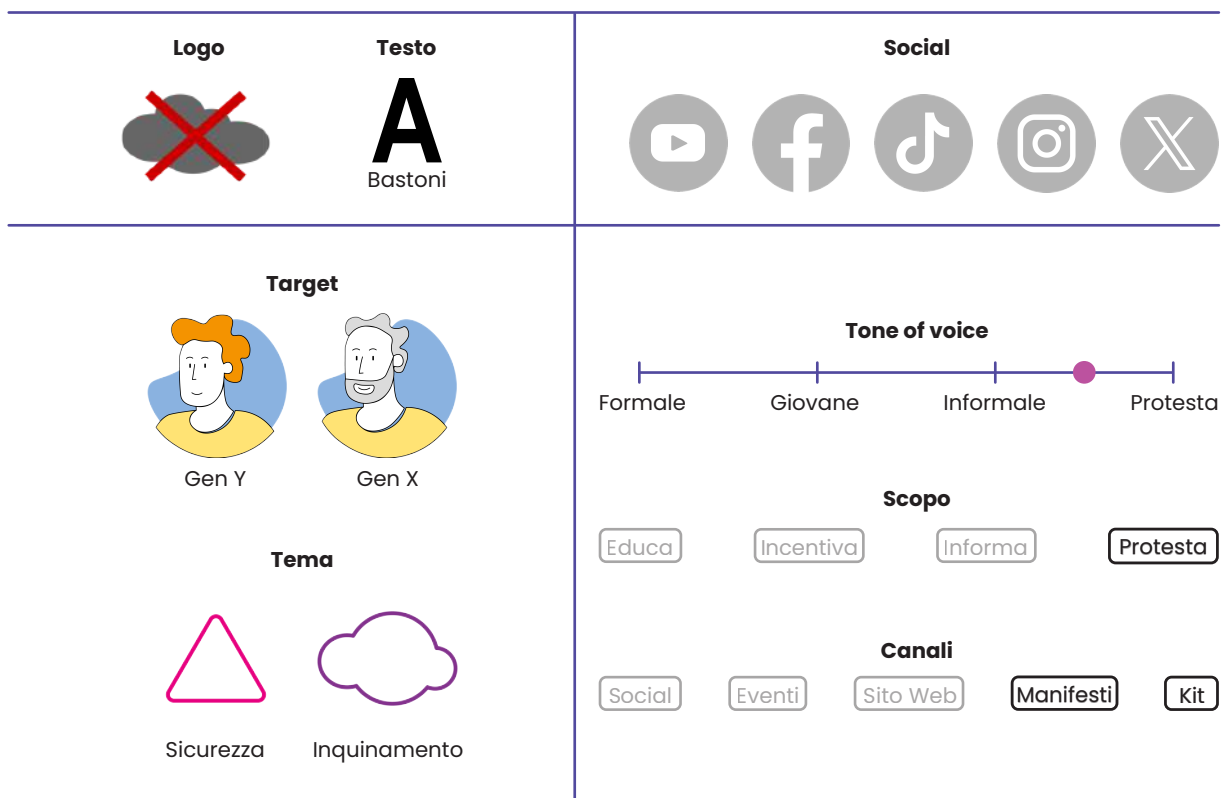 Logo
Testo
A
Bastoni
Social
Target
Gen Y
Gen X
Tema
Sicurezza
Inquinamento
Tone of voice
Formale
Giovane
Informale
Protesta
Scopo
Educa
Incentiva
Informa
Protesta
Canali
Social
Eventi
Sito Web
Manifesti
Kit